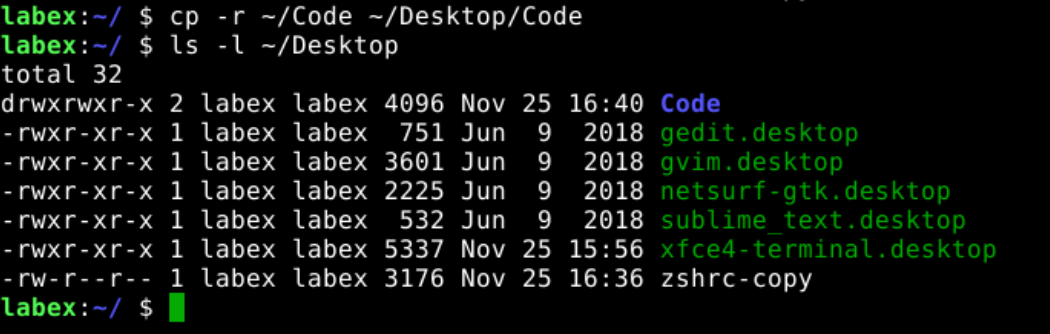 labex:~/ $ cp -r ~/Code ~/Desktop/Code
labex:~/ $ ls -l ~/Desktop
total 32
drwxrwxr-x 2 labex labex 4096 Nov 25 16:40 Code
-rwxr-xr-x 1 labex labex  751 Jun  9  2018 gedit.desktop
-rwxr-xr-x 1 labex labex 3601 Jun  9  2018 gvim.desktop
-rwxr-xr-x 1 labex labex 2225 Jun  9  2018 netsurf-gtk.desktop
-rwxr-xr-x 1 labex labex  532 Jun  9  2018 sublime_text.desktop
-rwxr-xr-x 1 labex labex 5337 Nov 25 15:56 xfce4-terminal.desktop
-rw-r--r-- 1 labex labex 3176 Nov 25 16:36 zshrc-copy
labex:~/ $